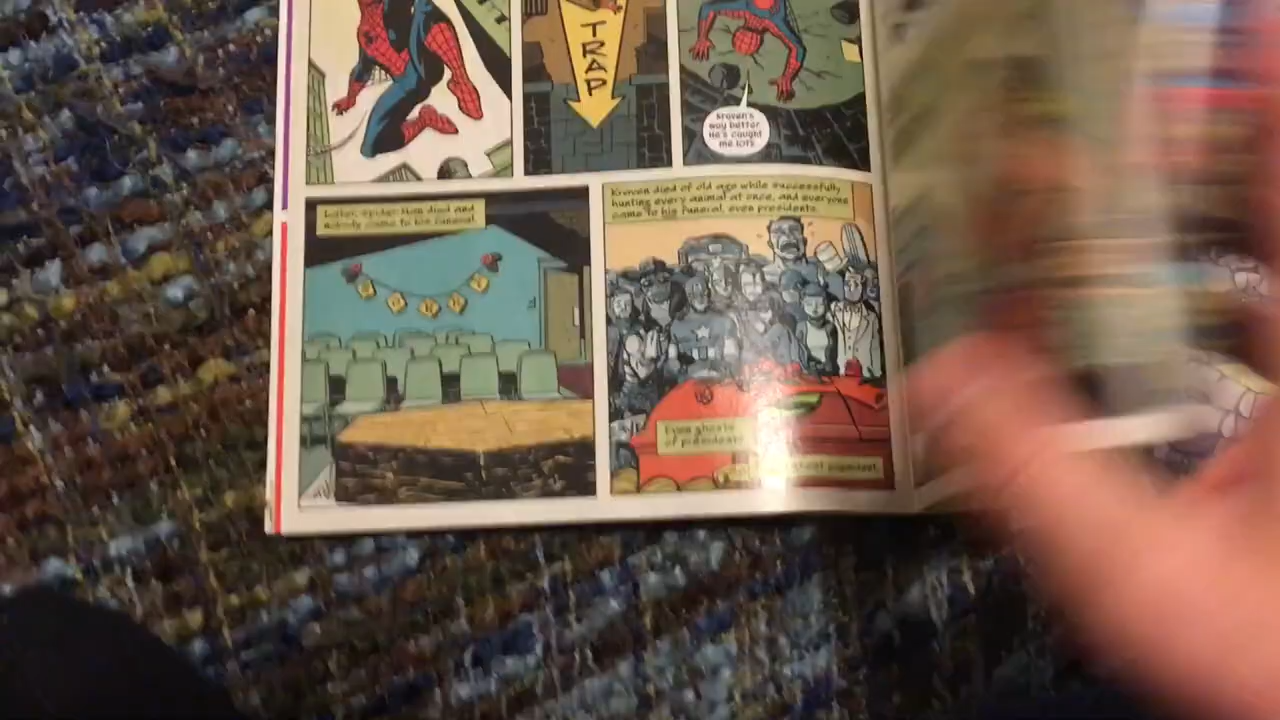 TRAP
Kraven's
way better.
He's caught
me lots.
Later, Spider-Man died and
nobody came to his funeral.
Kraven died of old age while successfully
hunting every animal at once, and everyone
came to his funeral, even presidents.
Even ghosts
of presidents